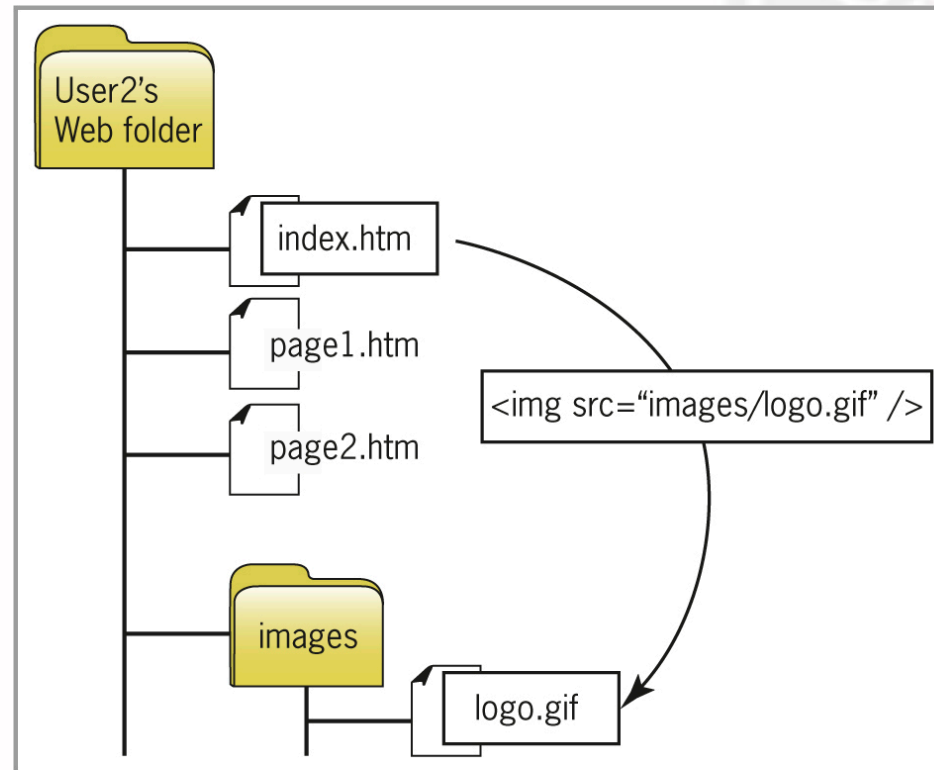 User2's
Web folder
index.htm
page1.htm
<img src=“images/logo.gif” />
page2.htm
images
logo.gif